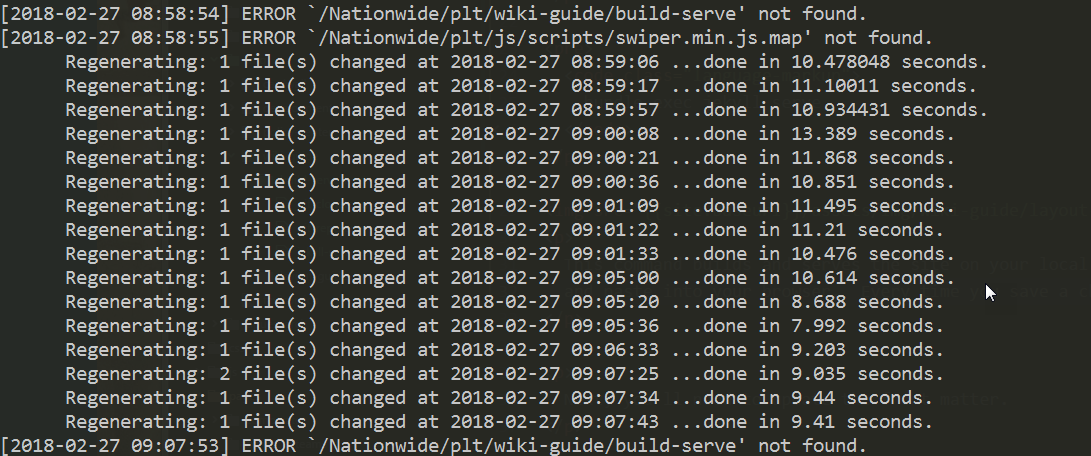 [2018-02-27 08:58:54] ERROR `/Nationwide/plt/wiki-guide/build-serve' not found.
[2018-02-27 08:58:55] ERROR `/Nationwide/plt/js/scripts/swiper.min.js.map' not found.
Regenerating: 1 file(s) changed at 2018-02-27 08:59:06 ...done in 10.478048 seconds.
Regenerating: 1 file(s) changed at 2018-02-27 08:59:17 ...done in 11.10011 seconds.
Regenerating: 1 file(s) changed at 2018-02-27 08:59:57 ...done in 10.934431 seconds.
Regenerating: 1 file(s) changed at 2018-02-27 09:00:08 ...done in 13.389 seconds.
Regenerating: 1 file(s) changed at 2018-02-27 09:00:21 ...done in 11.868 seconds.
Regenerating: 1 file(s) changed at 2018-02-27 09:00:36 ...done in 10.851 seconds.
Regenerating: 1 file(s) changed at 2018-02-27 09:01:09 ...done in 11.495 seconds.
Regenerating: 1 file(s) changed at 2018-02-27 09:01:22 ...done in 11.21 seconds.
Regenerating: 1 file(s) changed at 2018-02-27 09:01:33 ...done in 10.476 seconds.
Regenerating: 1 file(s) changed at 2018-02-27 09:05:00 ...done in 10.614 seconds.
Regenerating: 1 file(s) changed at 2018-02-27 09:05:20 ...done in 8.688 seconds.
Regenerating: 1 file(s) changed at 2018-02-27 09:05:36 ...done in 7.992 seconds.
Regenerating: 1 file(s) changed at 2018-02-27 09:06:33 ...done in 9.203 seconds.
Regenerating: 2 file(s) changed at 2018-02-27 09:07:25 ...done in 9.035 seconds.
Regenerating: 1 file(s) changed at 2018-02-27 09:07:34 ...done in 9.44 seconds.
Regenerating: 1 file(s) changed at 2018-02-27 09:07:43 ...done in 9.41 seconds.
[2018-02-27 09:07:53] ERROR `/Nationwide/plt/wiki-guide/build-serve' not found.